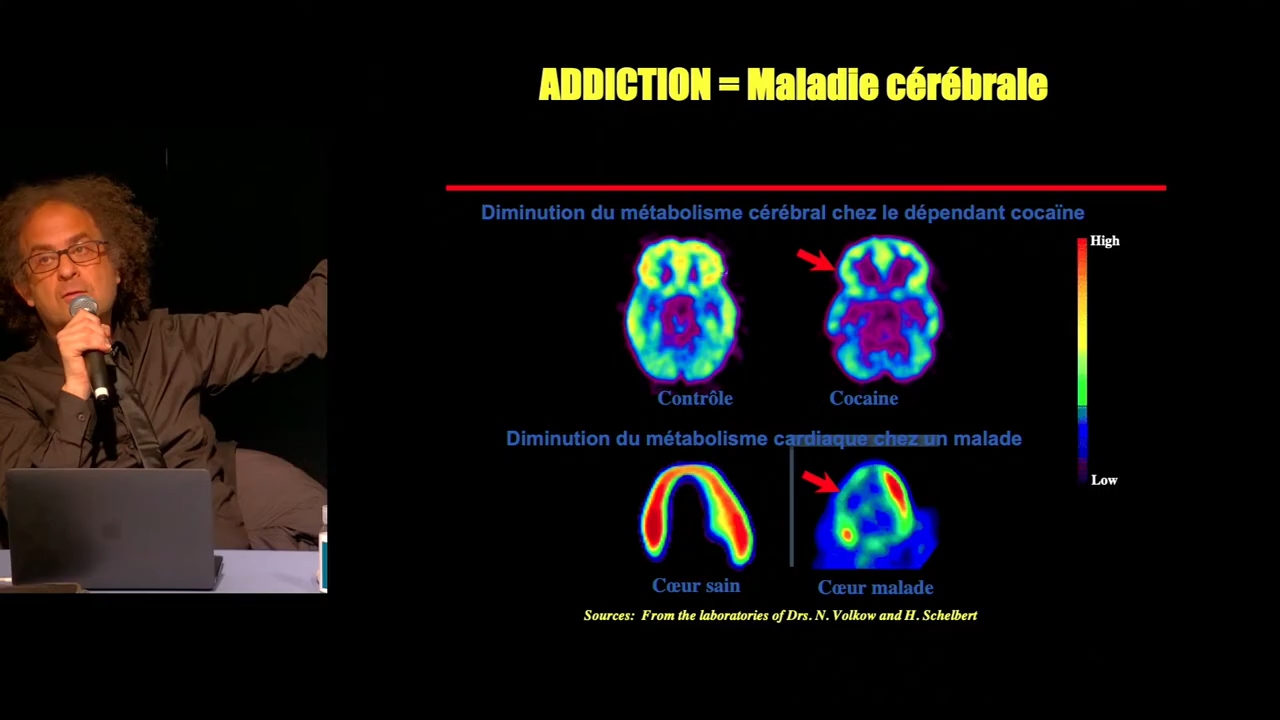 ADDICTION = Maladie cérébrale
Diminution du métabolisme cérébral chez le dépendant cocaïne
High
Contrôle
Cocaine
Diminution du métabolisme cardiaque chez un malade
Low
Cœur sain
Cœur malade
Sources: From the laboratories of Drs. N. Volkow and H. Schelbert